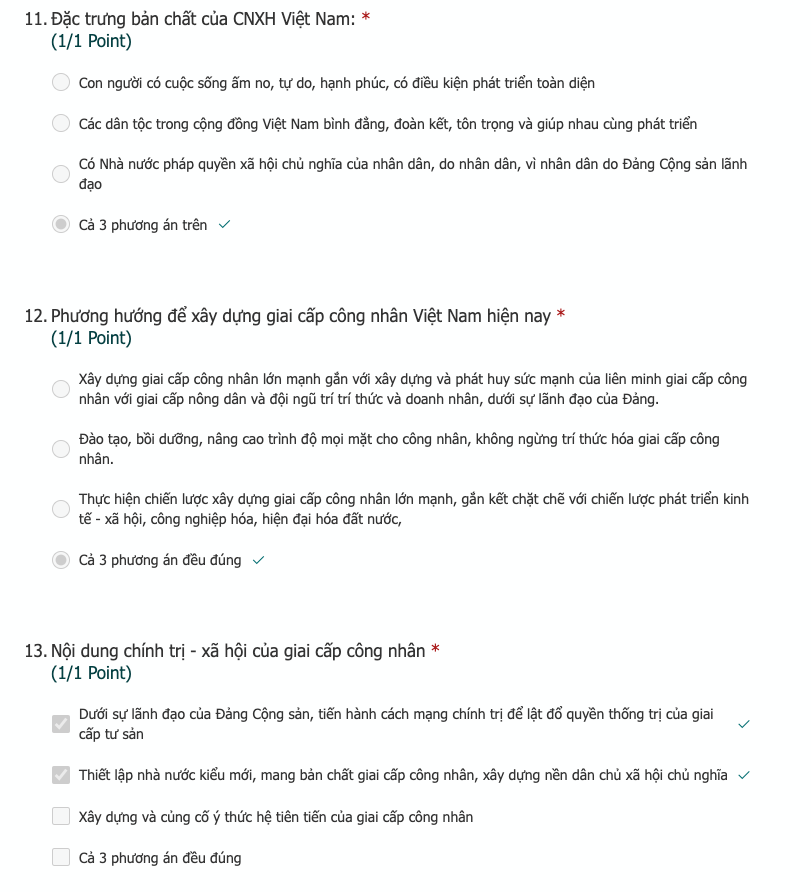 11. Đặc trưng bản chất của CNXH Việt Nam: *
(1/1 Point)
Con người có cuộc sống ấm no, tự do, hạnh phúc, có điều kiện phát triển toàn diện
Các dân tộc trong cộng đồng Việt Nam bình đẳng, đoàn kết, tôn trọng và giúp nhau cùng phát triển
Có Nhà nước pháp quyền xã hội chủ nghĩa của nhân dân, do nhân dân, vì nhân dân do Đảng Cộng sản lãnh
đạo
Cả 3 phương án trên
12. Phương hướng để xây dựng giai cấp công nhân Việt Nam hiện nay *
(1/1 Point)
Xây dựng giai cấp công nhân lớn mạnh gắn với xây dựng và phát huy sức mạnh của liên minh giai cấp công
nhân với giai cấp nông dân và đội ngũ trí trí thức và doanh nhân, dưới sự lãnh đạo của Đảng.
Đào tạo, bồi dưỡng, nâng cao trình độ mọi mặt cho công nhân, không ngừng trí thức hóa giai cấp công
nhân.
Thực hiện chiến lược xây dựng giai cấp công nhân lớn mạnh, gắn kết chặt chẽ với chiến lược phát triển kinh
tế - xã hội, công nghiệp hóa, hiện đại hóa đất nước,
Cả 3 phương án đều đúng
13. Nội dung chính trị - xã hội của giai cấp công nhân *
(1/1 Point)
Dưới sự lãnh đạo của Đảng Cộng sản, tiến hành cách mạng chính trị để lật đổ quyền thống trị của giai
cấp tư sản
Thiết lập nhà nước kiểu mới, mang bản chất giai cấp công nhân, xây dựng nền dân chủ xã hội chủ nghĩa
Xây dựng và củng cố ý thức hệ tiên tiến của giai cấp công nhân
Cả 3 phương án đều đúng